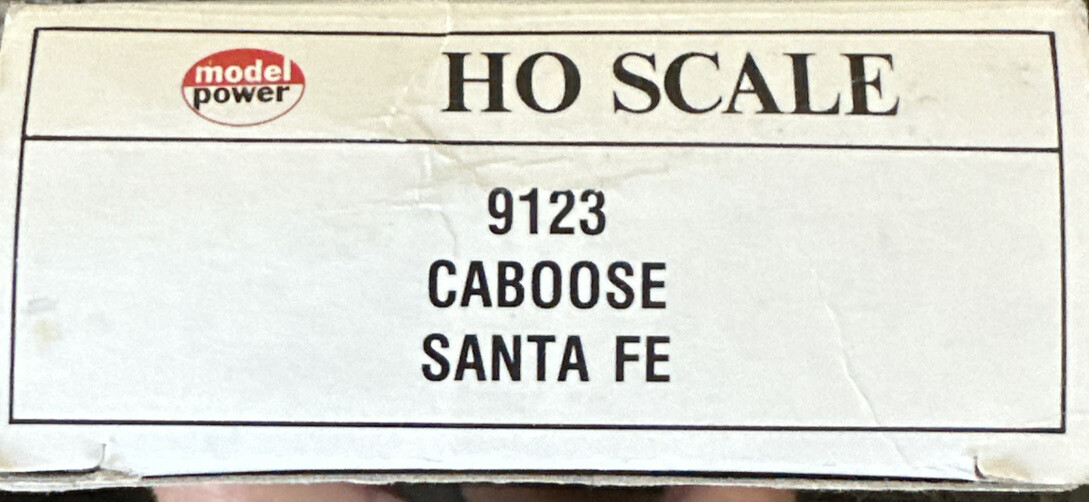 model
power
HO SCALE
9123
CABOOSE
SANTA FE